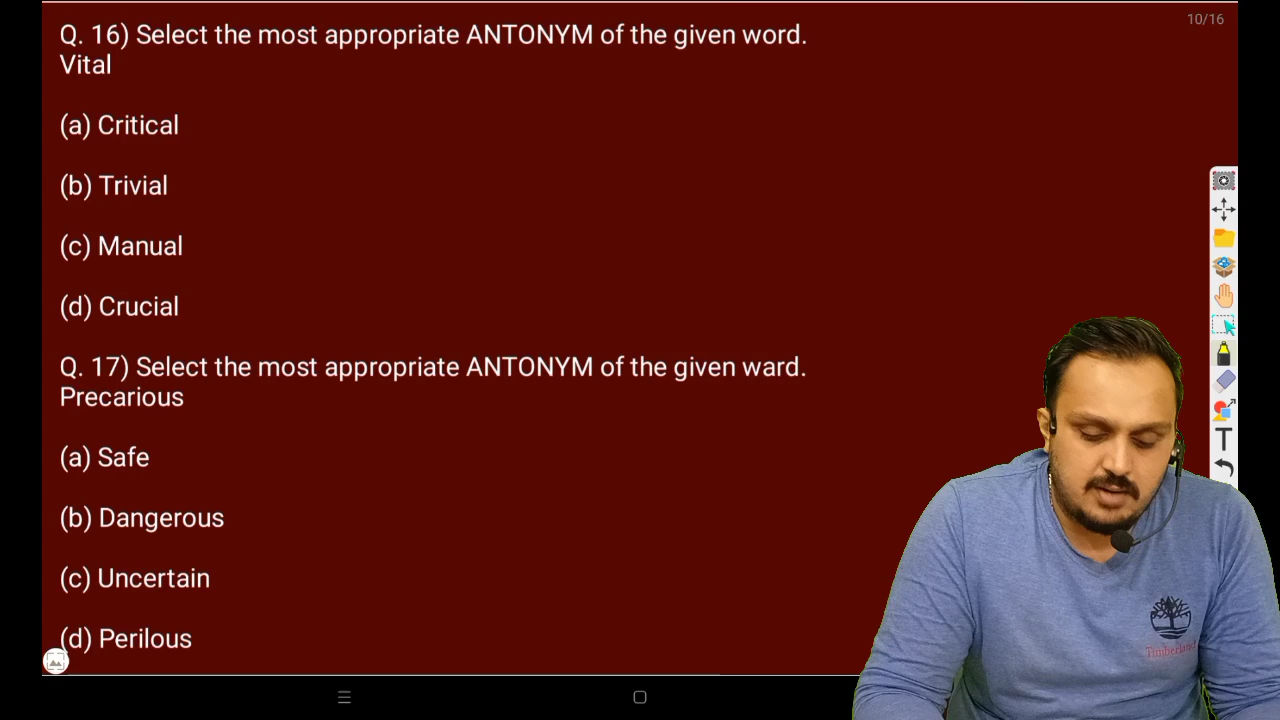 10/16
Q. 16) Select the most appropriate ANTONYM of the given word.
Vital
(a) Critical
(b) Trivial
(c) Manual
(d) Crucial
Q. 17) Select the most appropriate ANTONYM of the given ward.
Precarious
(a) Safe
(b) Dangerous
(c) Uncertain
(d) Perilous
T
Timberland